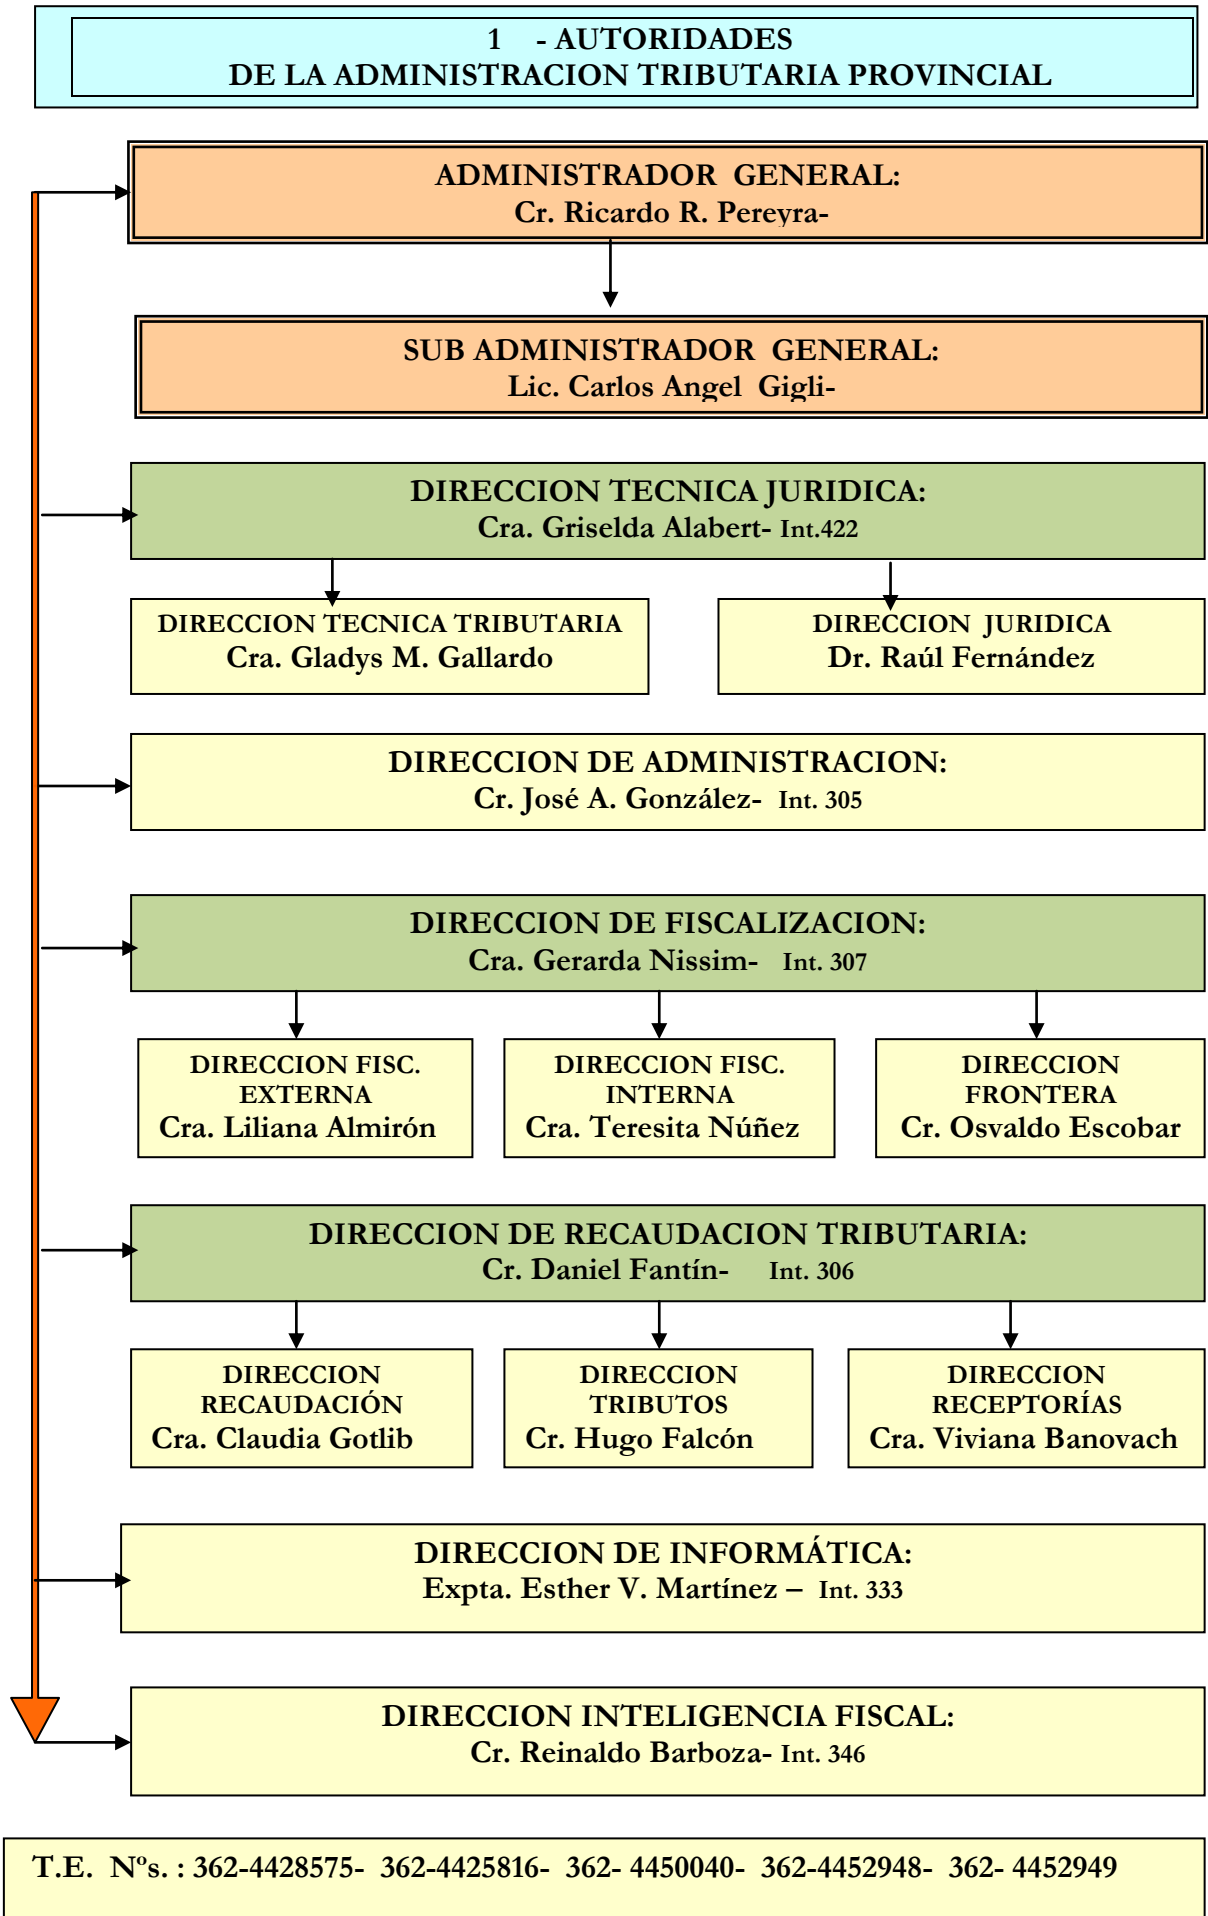 1 - AUTORIDADES
DE LA ADMINISTRACION TRIBUTARIA PROVINCIAL
ADMINISTRADOR GENERAL:
Cr. Ricardo R. Pereyra-
SUB ADMINISTRADOR GENERAL:
Lic. Carlos Angel Gigli-
DIRECCION TECNICA JURIDICA:
Cra. Griselda Alabert- Int.422
DIRECCION TECNICA TRIBUTARIA
Cra. Gladys M. Gallardo
DIRECCION JURIDICA
Dr. Raúl Fernández
DIRECCION DE ADMINISTRACION:
Cr. José A. González- Int. 305
DIRECCION DE FISCALIZACION:
Cra. Gerarda Nissim- Int. 307
DIRECCION FISC.
EXTERNA
Cra. Liliana Almirón
DIRECCION FISC.
INTERNA
Cra. Teresita Núñez
DIRECCION
FRONTERA
Cr. Osvaldo Escobar
DIRECCION DE RECAUDACION TRIBUTARIA:
Cr. Daniel Fantín- Int. 306
DIRECCION
RECAUDACIÓN
Cra. Claudia Gotlib
DIRECCION
TRIBUTOS
Cr. Hugo Falcón
DIRECCION
RECEPTORÍAS
Cra. Viviana Banovach
DIRECCION DE INFORMÁTICA:
Expta. Esther V. Martínez – Int. 333
DIRECCION INTELIGENCIA FISCAL:
Cr. Reinaldo Barboza- Int. 346
T.E. Nºs. : 362-4428575- 362-4425816- 362- 4450040- 362-4452948- 362- 4452949